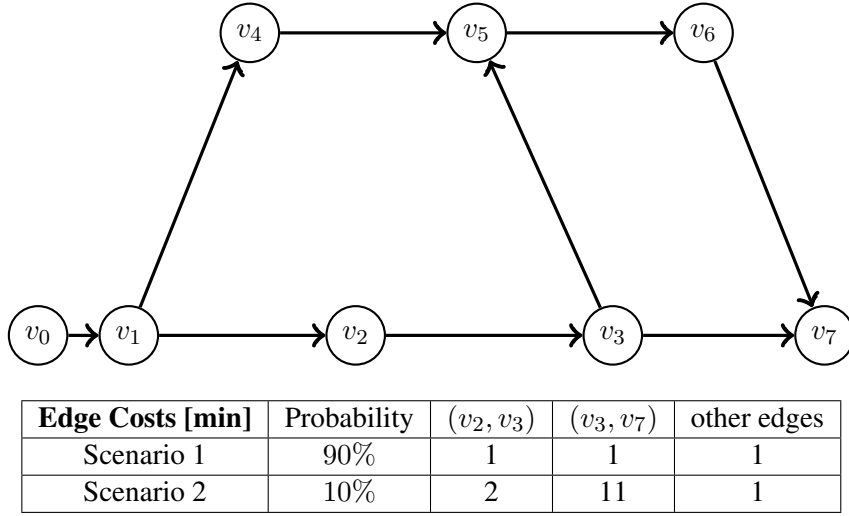 v4 v5 v6
v0 v1 v2 v3 v7
Edge Costs [min] Probability (v2, v3) (v3, v7) other edges
Scenario 1 90% 1 1 1
Scenario 2 10% 2 11 1